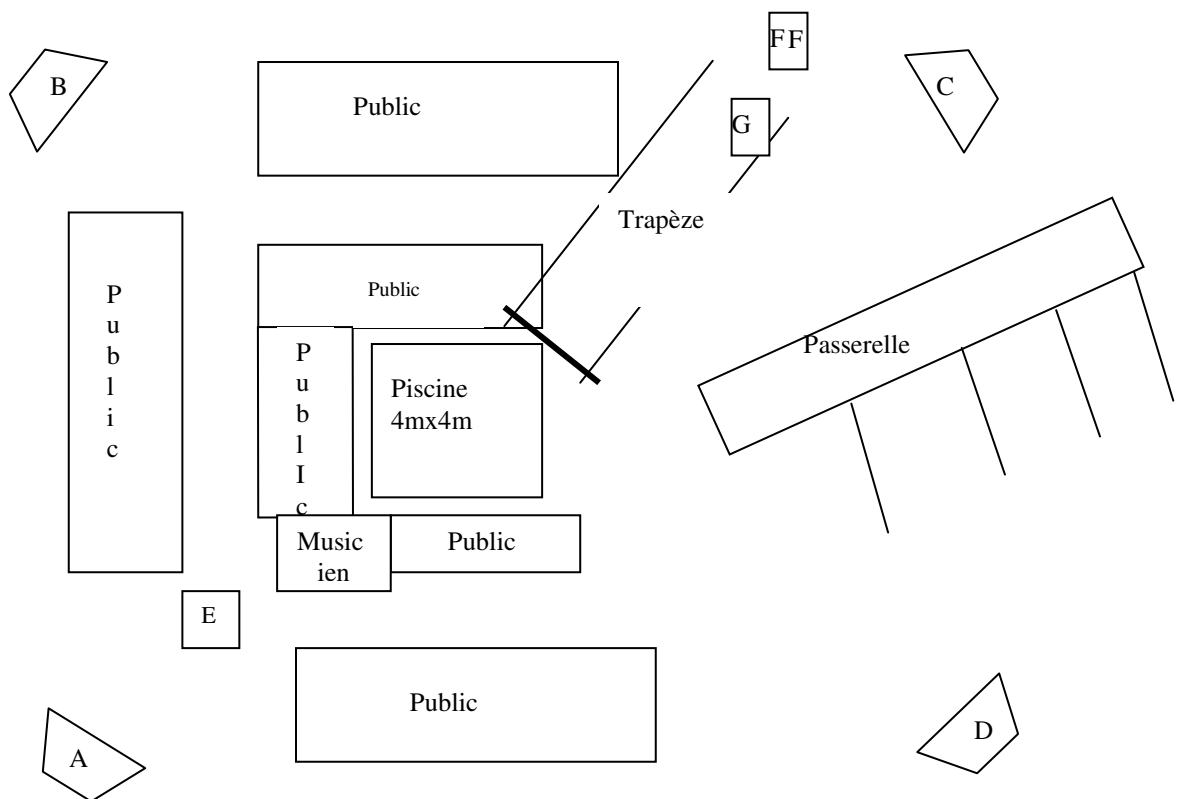 FF
B
C
Public
G
Trapèze
Public
P
u
b
l
i
c
P
u
b
l
I
c
Passerelle
Piscine
4mx4m
Music
ien
Public
E
Public
A
D